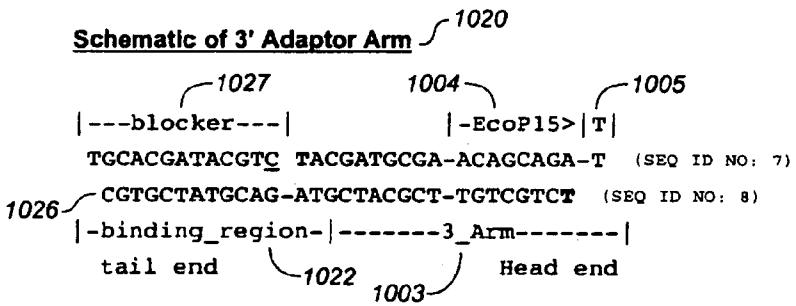 Schematic of 3' Adaptor Arm 1020
1027 1004 1005
|---blocker---| |-EcoP15>|T|
TGCACGATACGTC TACGATGCGA-ACAGCAGA-T (SEQ ID NO: 7)
1026 CGTGCTATGCAG-ATGCTACGCT-TGTCGTCT (SEQ ID NO: 8)
|-binding_region-|-------3_Arm-------|
tail end 1022 1003 Head end